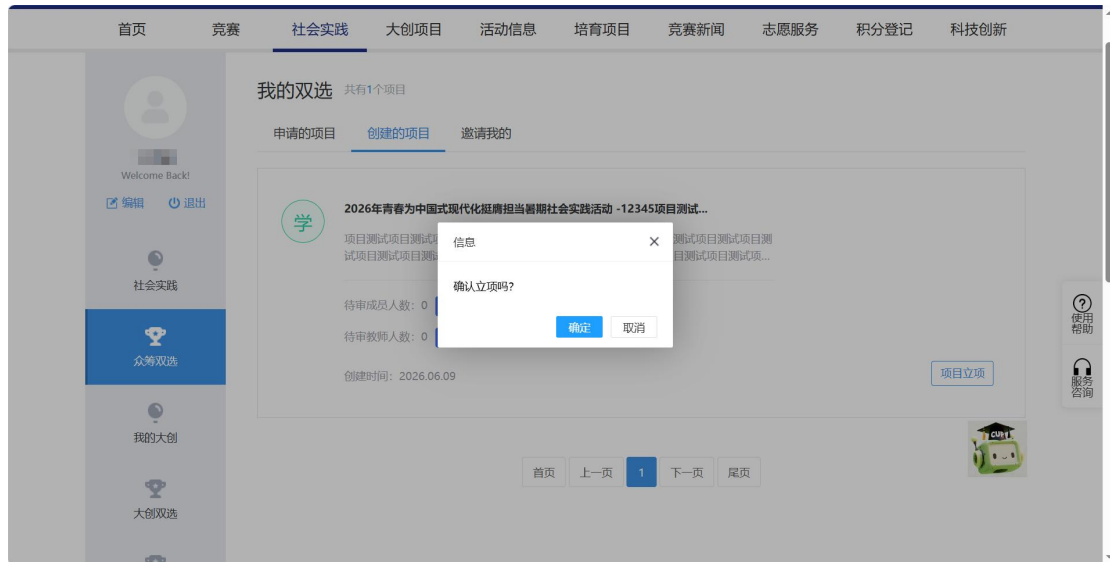 首页 竞赛 社会实践 大创项目 活动信息 培育项目 竞赛新闻 志愿服务 积分登记 科技创新
Welcome Back!
编辑 退出
社会实践
众筹双选
我的大创
大创双选
我的双选 共有1个项目
申请的项目 创建的项目 邀请我的
学
2026年青春为中国式现代化挺膺担当暑期社会实践活动 -12345项目测试...
项目测试项目测试 测试项目测试项目测
试项目测试项目测 目测试项目测试项...
待审成员人数：0
待审教师人数：0
创建时间：2026.06.09
项目立项
信息
确认立项吗?
确定 取消
首页 上一页 1 下一页 尾页
使用
帮助
服务
咨询